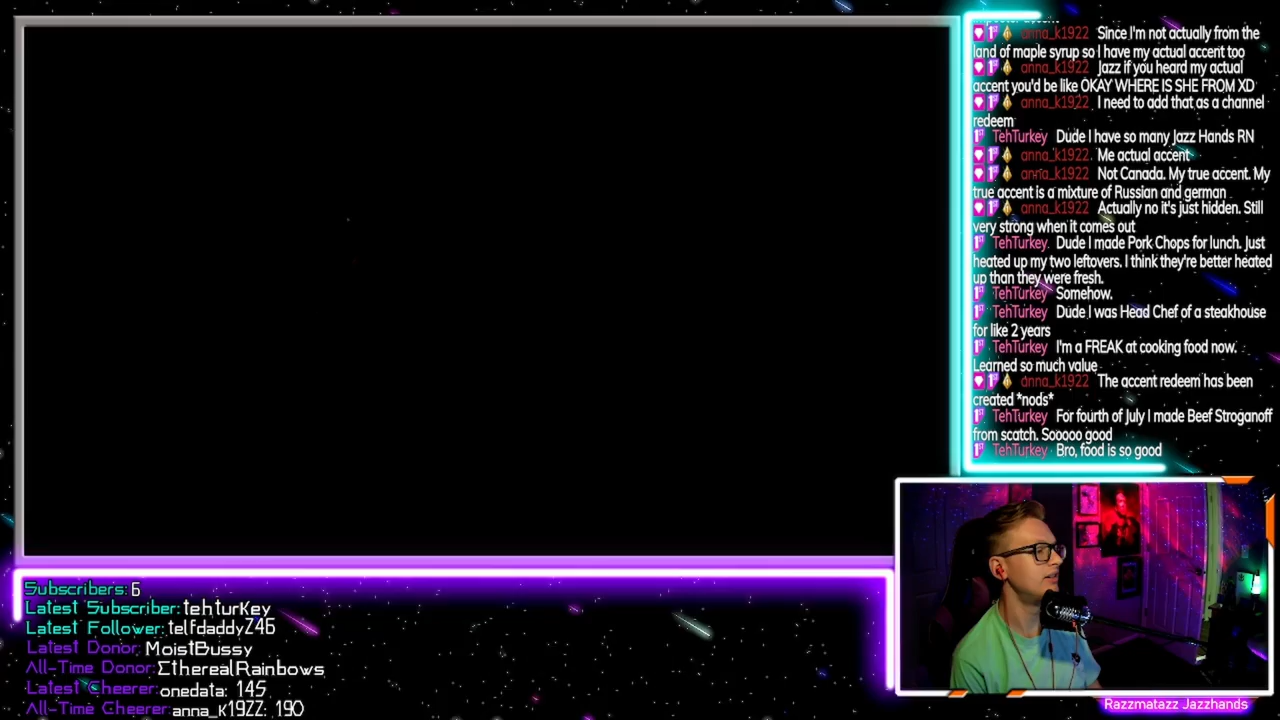 anna_k1922 Since I'm not actually from the
land of maple syrup so I have my actual accent too
anna_k1922 Jazz if you heard my actual
accent you'd be like OKAY WHERE IS SHE FROM XD
anna_k1922 I need to add that as a channel
redeem
TehTurkey Dude I have so many Jazz Hands RN
anna_k1922 Me actual accent
anna_k1922 Not Canada. My true accent. My
true accent is a mixture of Russian and german
anna_k1922 Actually no it's just hidden. Still
very strong when it comes out
TehTurkey Dude I made Pork Chops for lunch. Just
heated up my two leftovers. I think they're better heated
up than they were fresh.
TehTurkey Somehow.
TehTurkey Dude I was Head Chef of a steakhouse
for like 2 years
TehTurkey I'm a FREAK at cooking food now.
Learned so much value
anna_k1922 The accent redeem has been
created *nods*
TehTurkey For fourth of July I made Beef Stroganoff
from scatch. Sooooo good
TehTurkey Bro, food is so good
Subscribers: 6
Latest Subscriber: tehturkey
Latest Follower: telfdaddy246
Latest Donor: MoistBussy
All-Time Donor: EtherealRainbows
Latest Cheerer: onedata: 145
All-Time Cheerer: anna_k1922: 190
Razzmatazz Jazzhands